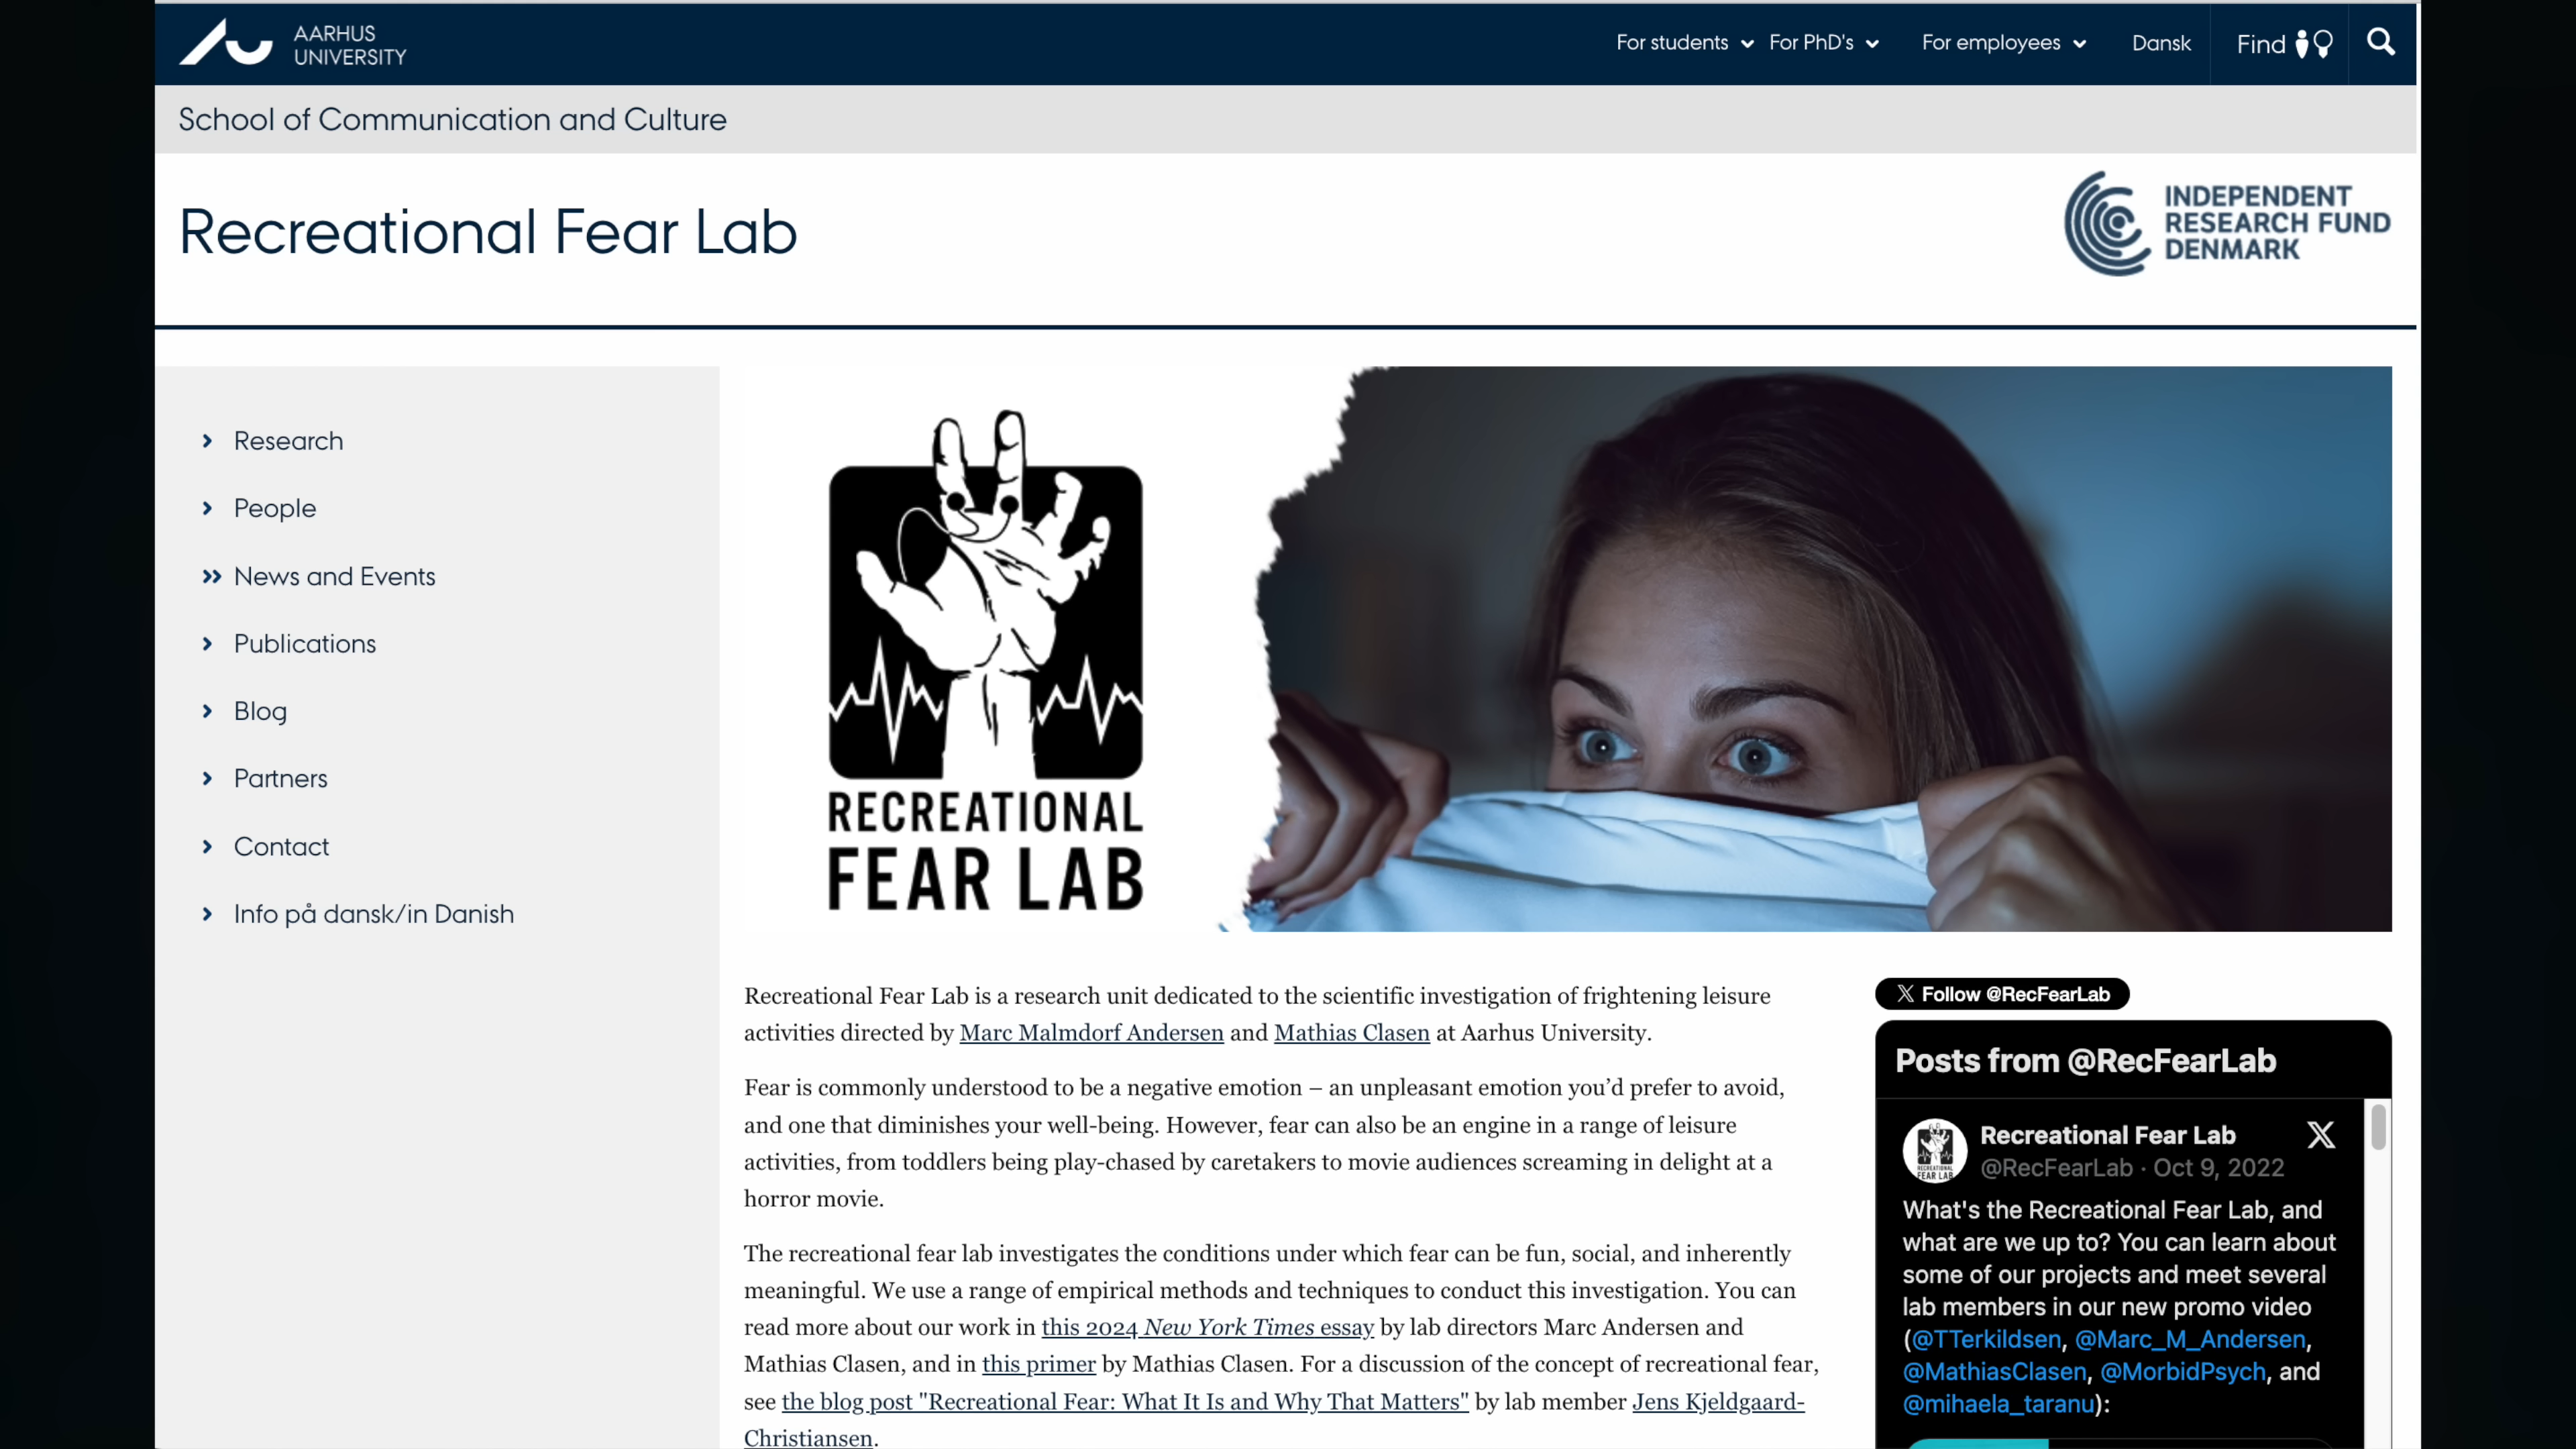 AARHUS
UNIVERSITY
For students
For PhD's
For employees
Dansk
Find
School of Communication and Culture
Recreational Fear Lab
INDEPENDENT
RESEARCH FUND
DENMARK
Research
People
News and Events
Publications
Blog
Partners
Contact
Info på dansk/in Danish
RECREATIONAL
FEAR LAB
Recreational Fear Lab is a research unit dedicated to the scientific investigation of frightening leisure
activities directed by Marc Malmdorf Andersen and Mathias Clasen at Aarhus University.
Fear is commonly understood to be a negative emotion – an unpleasant emotion you’d prefer to avoid,
and one that diminishes your well-being. However, fear can also be an engine in a range of leisure
activities, from toddlers being play-chased by caretakers to movie audiences screaming in delight at a
horror movie.
The recreational fear lab investigates the conditions under which fear can be fun, social, and inherently
meaningful. We use a range of empirical methods and techniques to conduct this investigation. You can
read more about our work in this 2024 New York Times essay by lab directors Marc Andersen and
Mathias Clasen, and in this primer by Mathias Clasen. For a discussion of the concept of recreational fear,
see the blog post "Recreational Fear: What It Is and Why That Matters" by lab member Jens Kjeldgaard-
Christiansen.
X Follow @RecFearLab
Posts from @RecFearLab
RECREATIONAL
FEAR LAB
Recreational Fear Lab
@RecFearLab · Oct 9, 2022
What's the Recreational Fear Lab, and
what are we up to? You can learn about
some of our projects and meet several
lab members in our new promo video
(@TTerkildsen, @Marc_M_Andersen,
@MathiasClasen, @MorbidPsych, and
@mihaela_taranu):